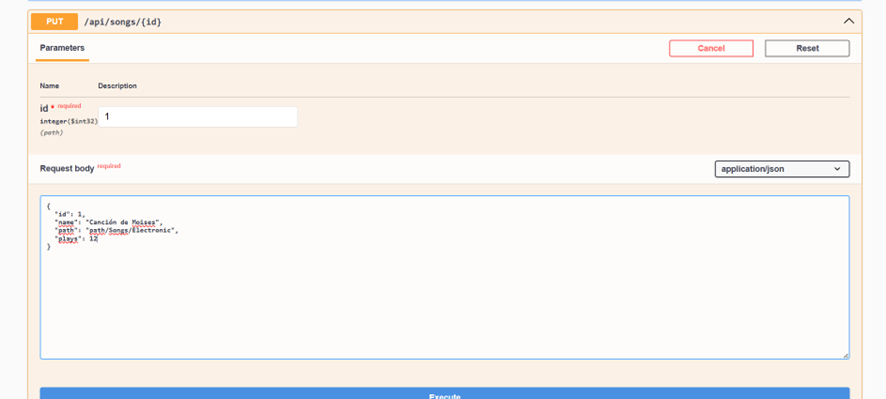 PUT /api/songs/{id}
Parameters
Cancel
Reset
Name Description
id * required
integer($int32)
(path)
1
Request body required
application/json
{
"id": 1,
"name": "Canción de Moises",
"path": "path/Songs/Electronic",
"plays": 12
}
Execute